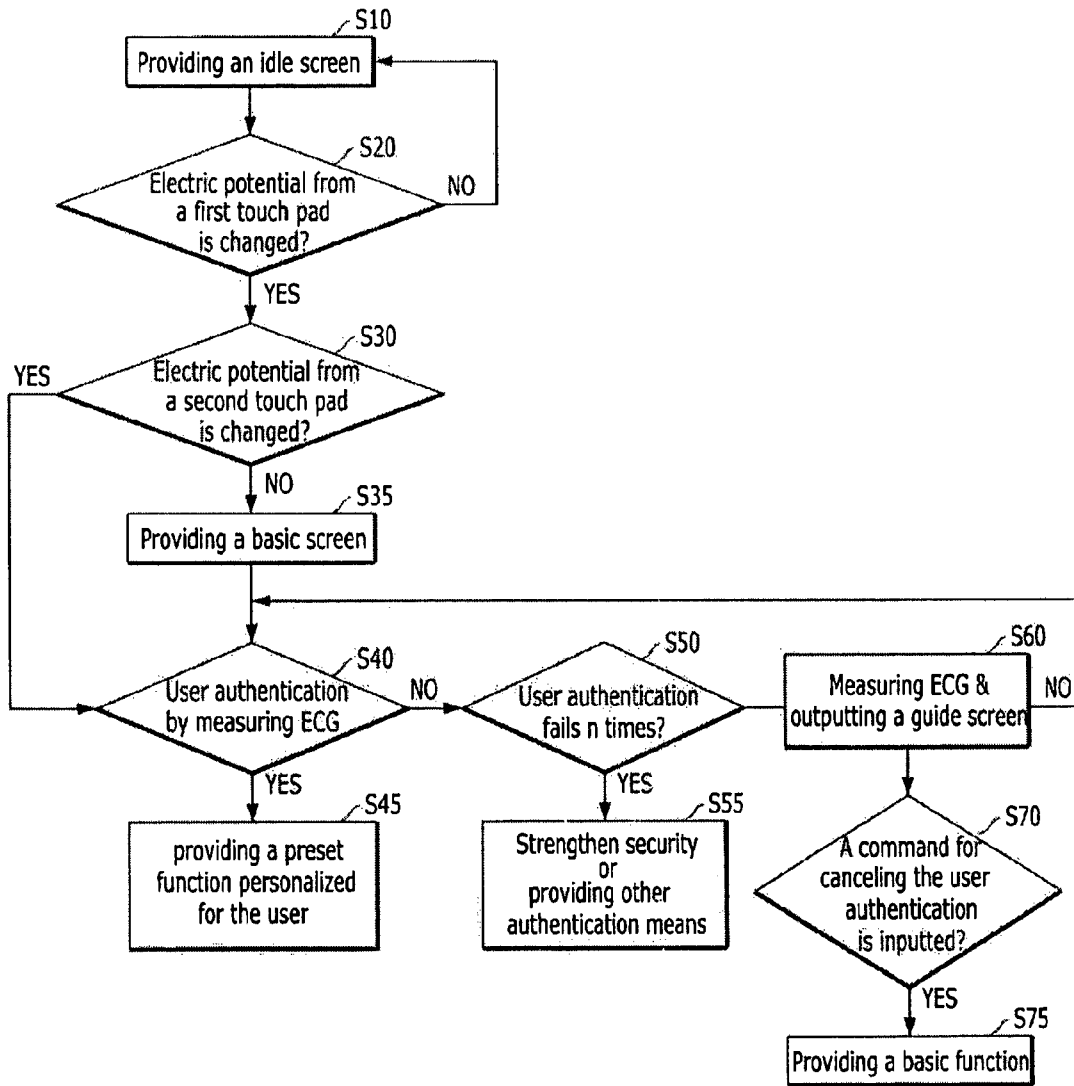 S10
Providing an idle screen
S20
Electric potential from
a first touch pad
is changed?
NO
YES
S30
YES
Electric potential from
a second touch pad
is changed?
NO
S35
Providing a basic screen
S40
User authentication
by measuring ECG
NO
YES
S50
User authentication
fails n times?
YES
S60
Measuring ECG &
outputting a guide screen
NO
S45
providing a preset
function personalized
for the user
S55
Strengthen security
or
providing other
authentication means
S70
A command for
canceling the user
authentication
is inputted?
YES
S75
Providing a basic function